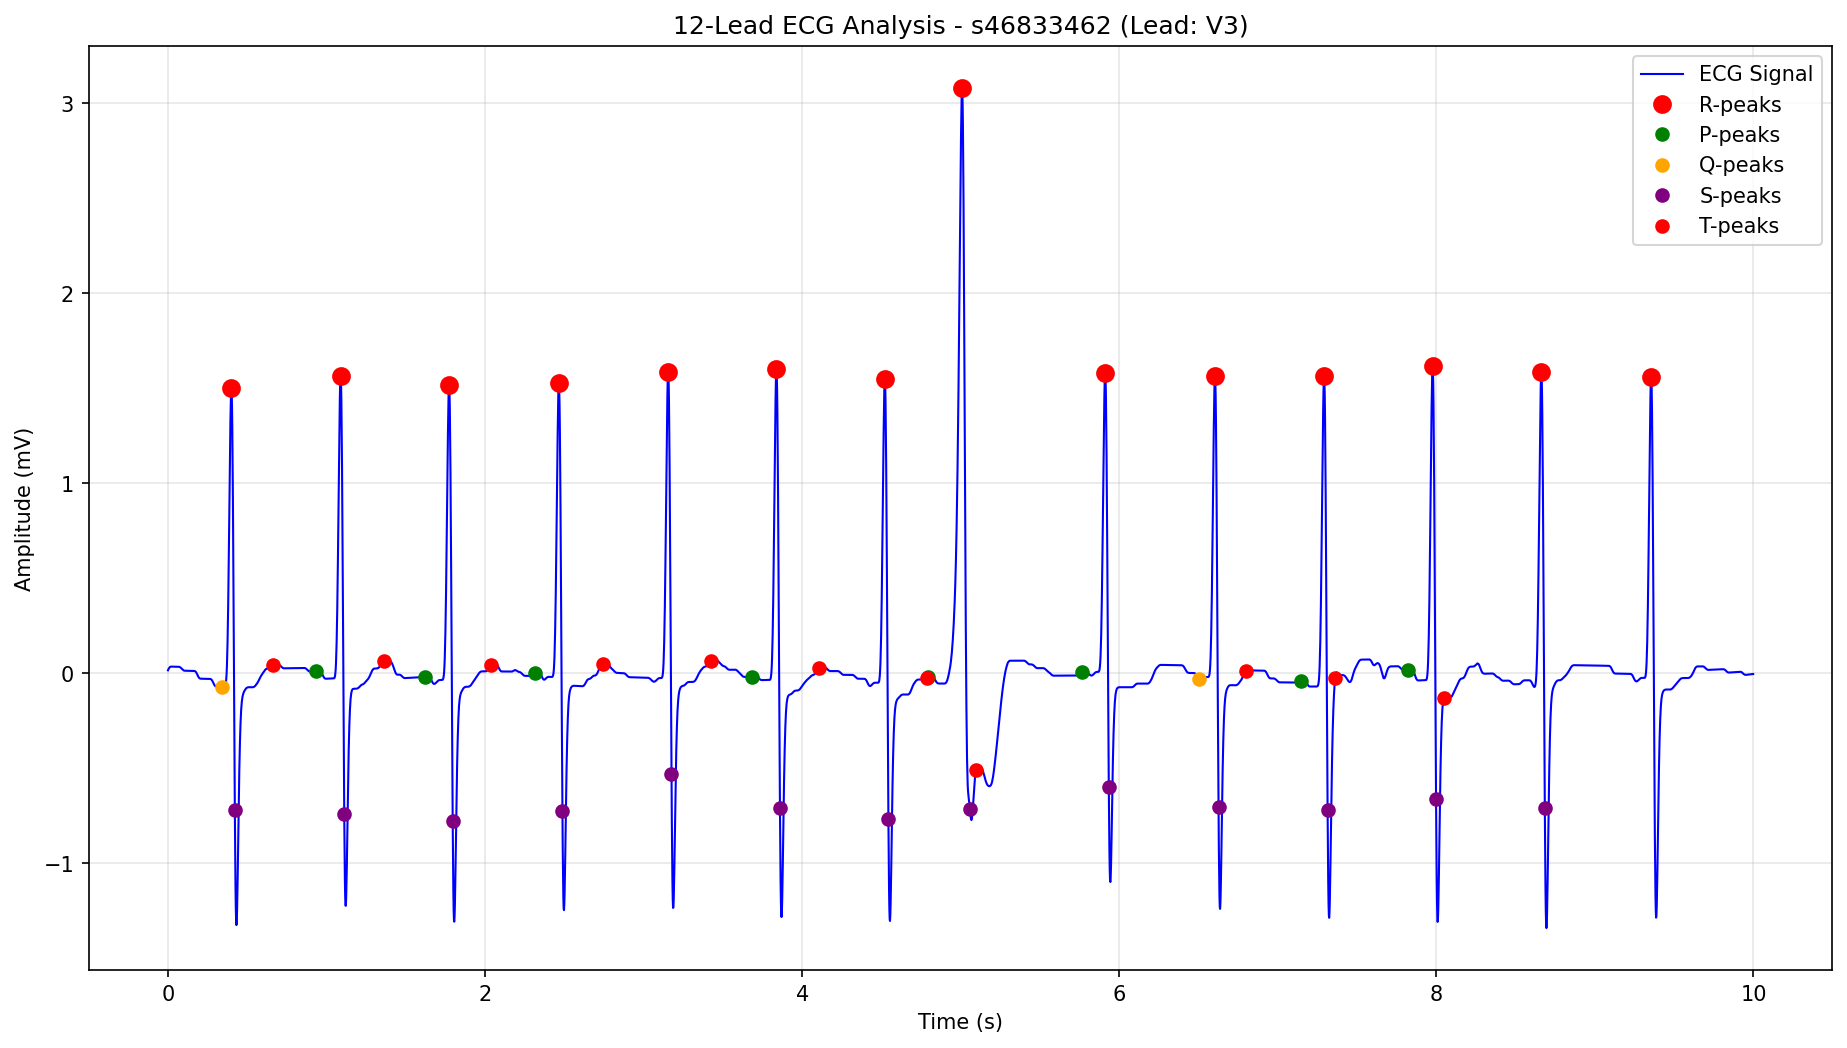 12-Lead ECG Analysis - s46833462 (Lead: V3)
ECG Signal
R-peaks
P-peaks
Q-peaks
S-peaks
T-peaks
Amplitude (mV)
3
2
1
0
−1
0 2 4 6 8 10
Time (s)